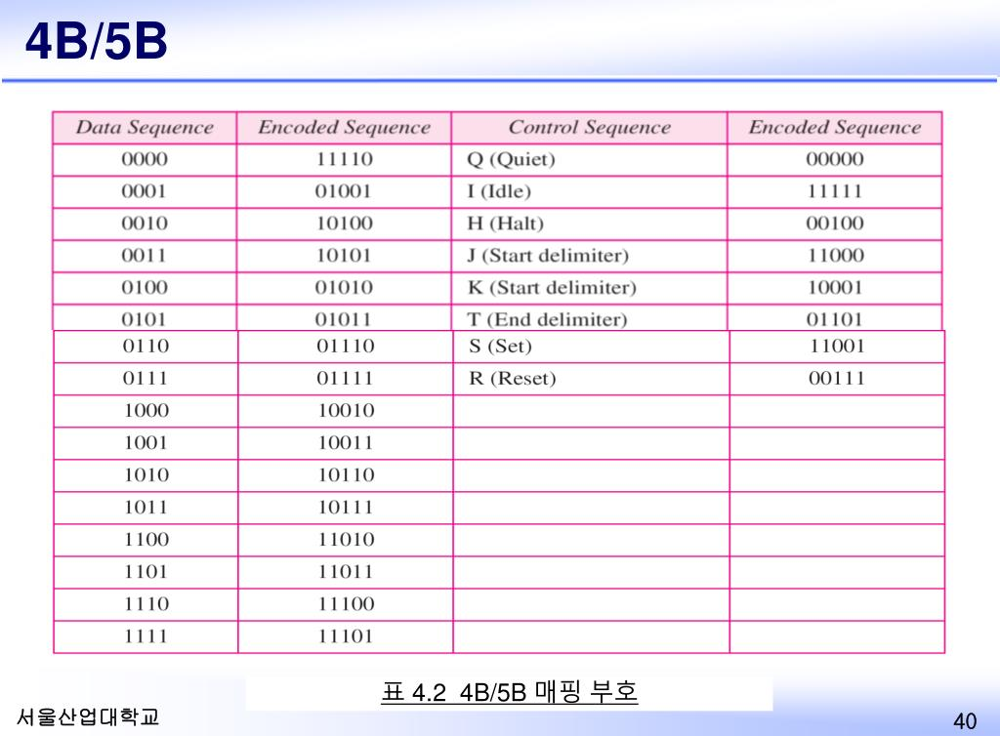 4B/5B
Data Sequence Encoded Sequence Control Sequence Encoded Sequence
0000 11110 Q (Quiet) 00000
0001 01001 I (Idle) 11111
0010 10100 H (Halt) 00100
0011 10101 J (Start delimiter) 11000
0100 01010 K (Start delimiter) 10001
0101 01011 T (End delimiter) 01101
0110 01110 S (Set) 11001
0111 01111 R (Reset) 00111
1000 10010
1001 10011
1010 10110
1011 10111
1100 11010
1101 11011
1110 11100
1111 11101
표 4.2 4B/5B 매핑 부호
서울산업대학교 40